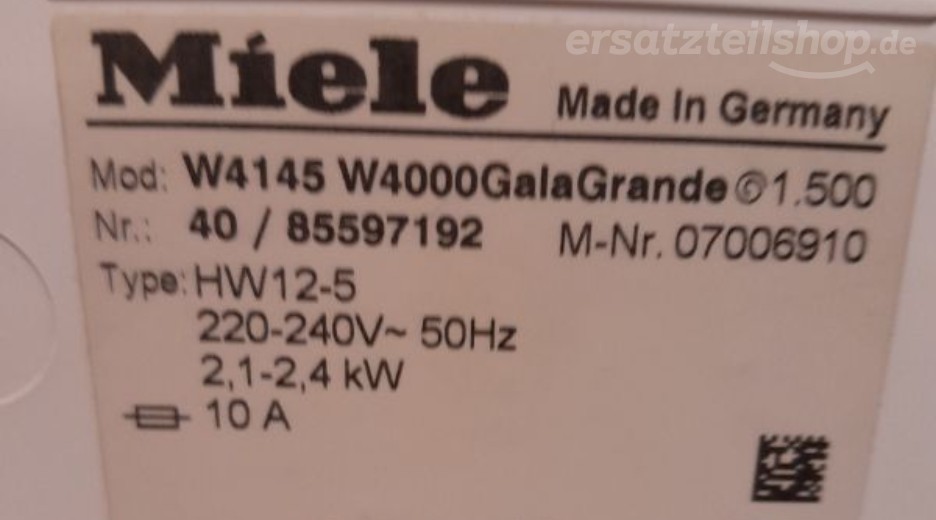 ersatzteilshop.de
Miele Made In Germany
Mod: W4145 W4000GalaGrande ©1.500
Nr.: 40 / 85597192 M-Nr. 07006910
Type: HW12-5
220-240V~ 50Hz
2,1-2,4 kW
10 A